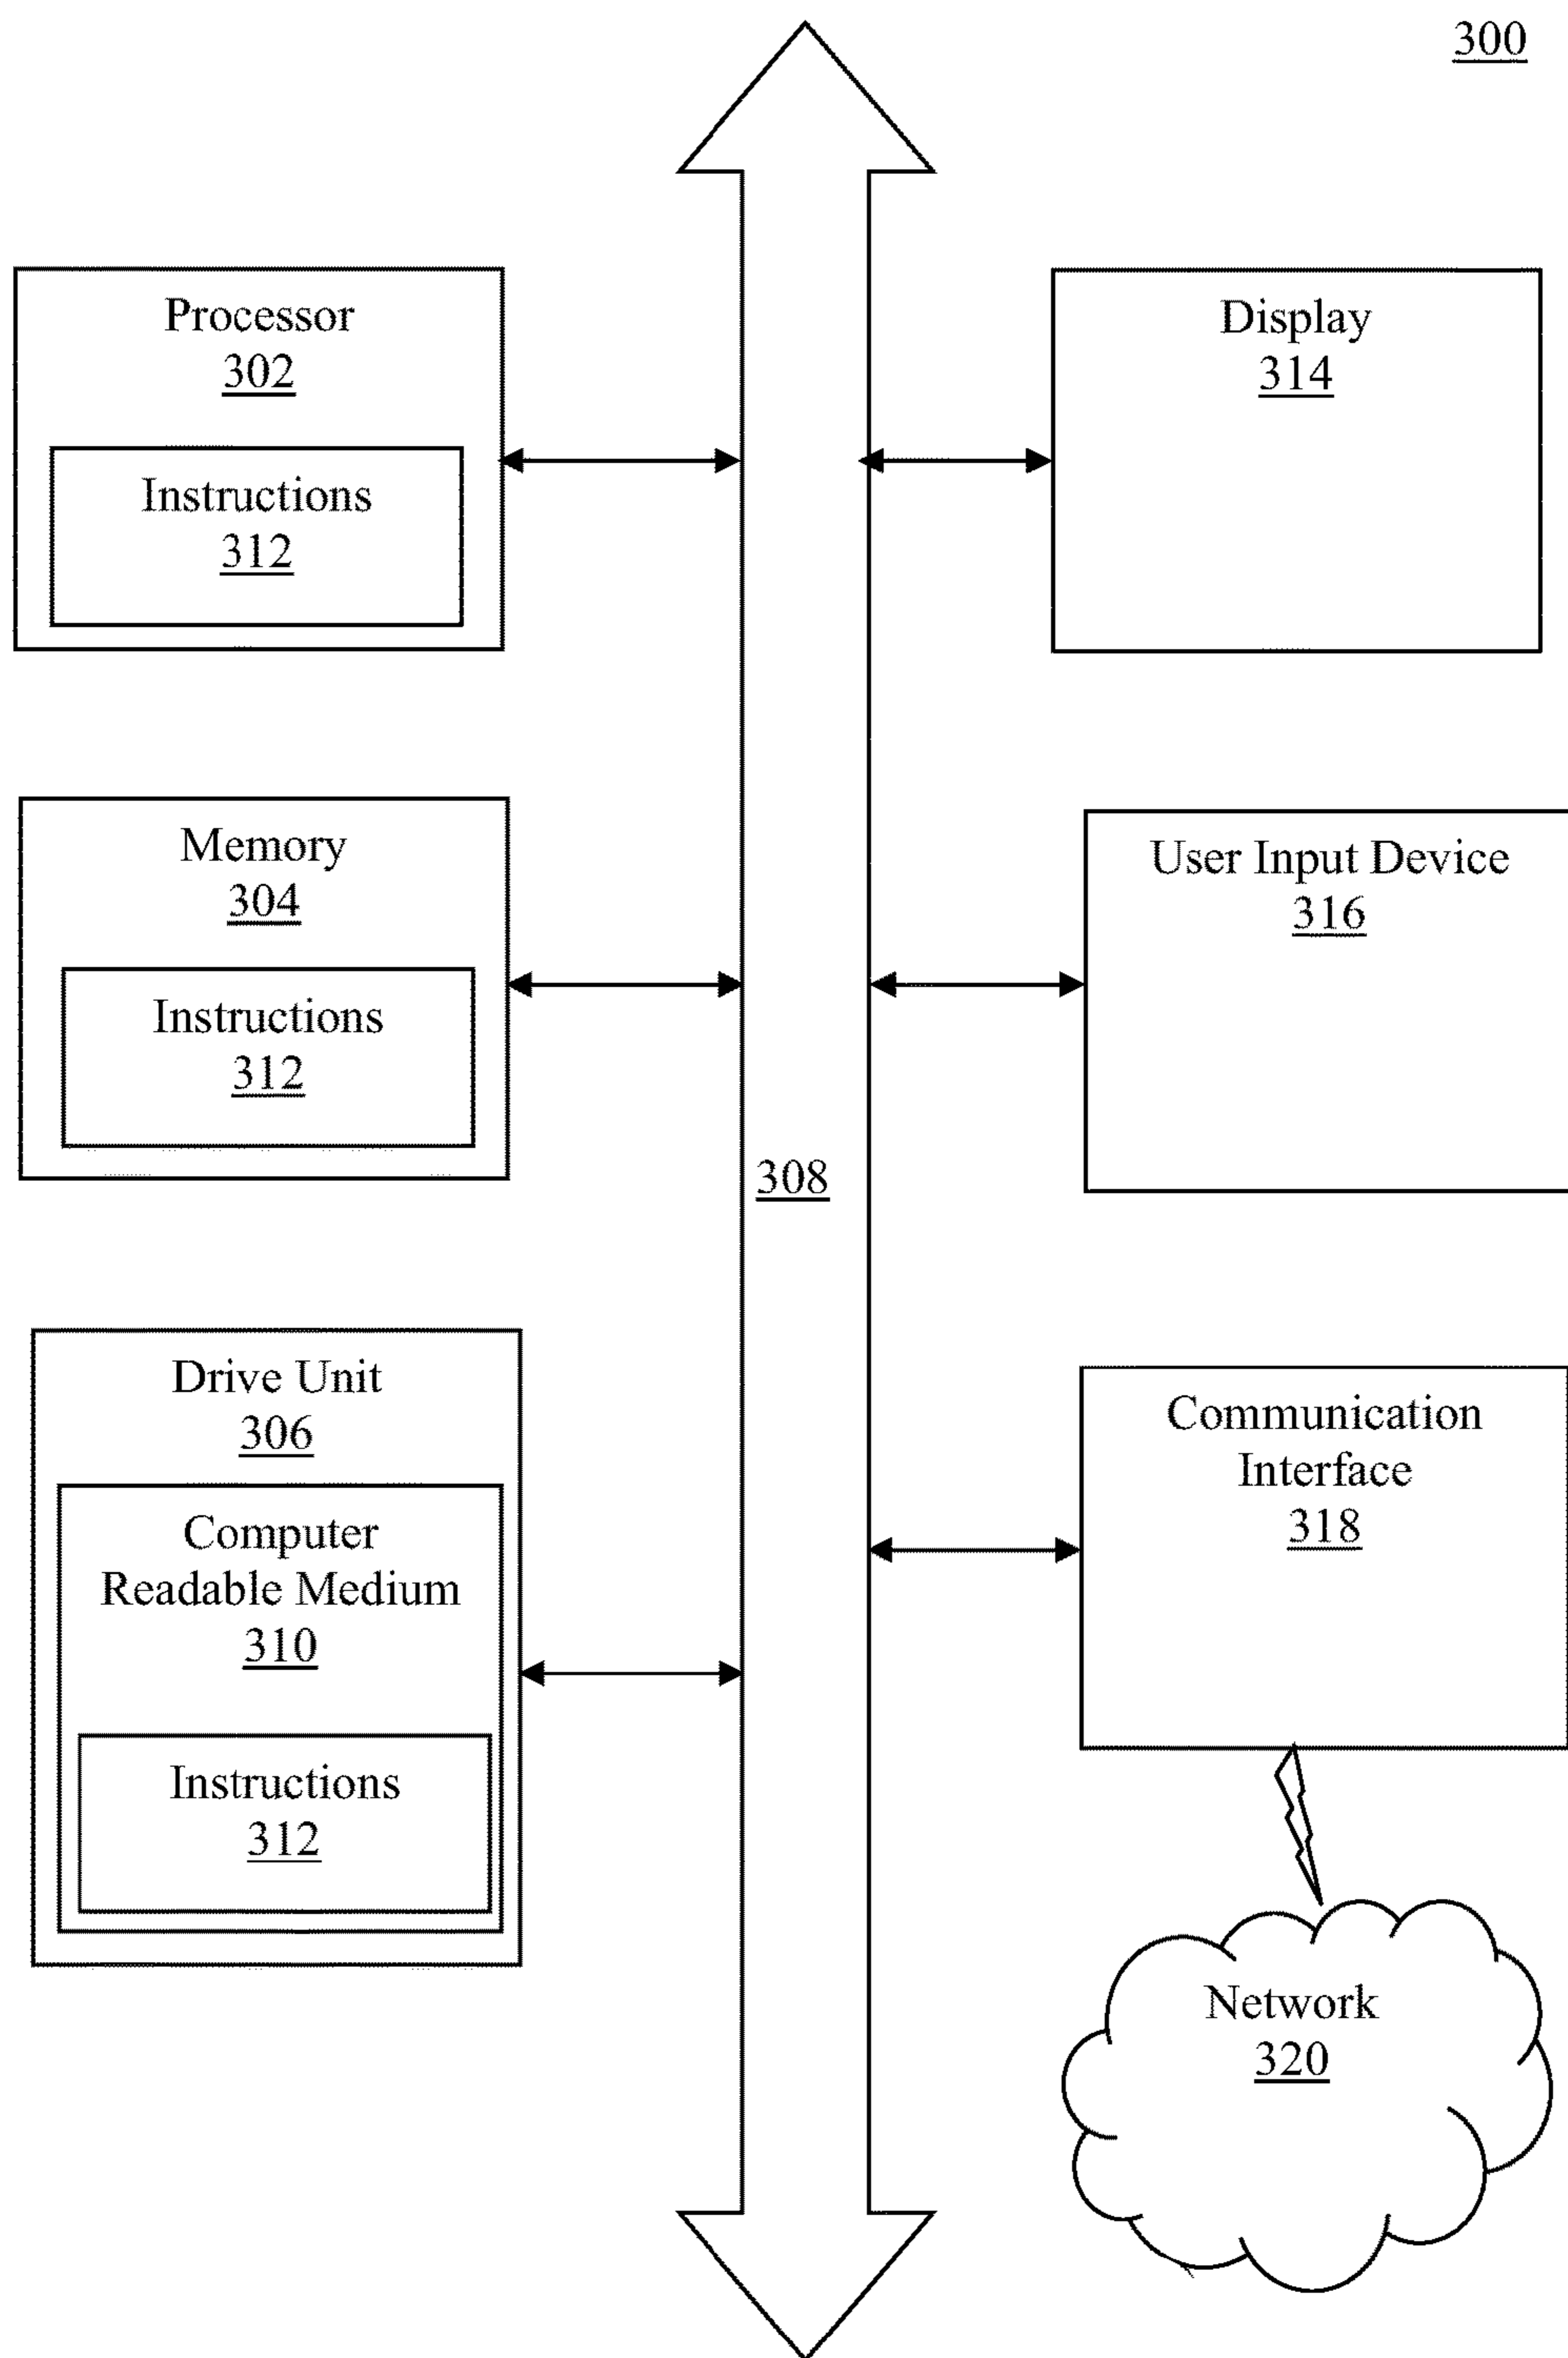 300
Processor
302
Instructions
312
Memory
304
Instructions
312
Drive Unit
306
Computer
Readable Medium
310
Instructions
312
308
Display
314
User Input Device
316
Communication
Interface
318
Network
320